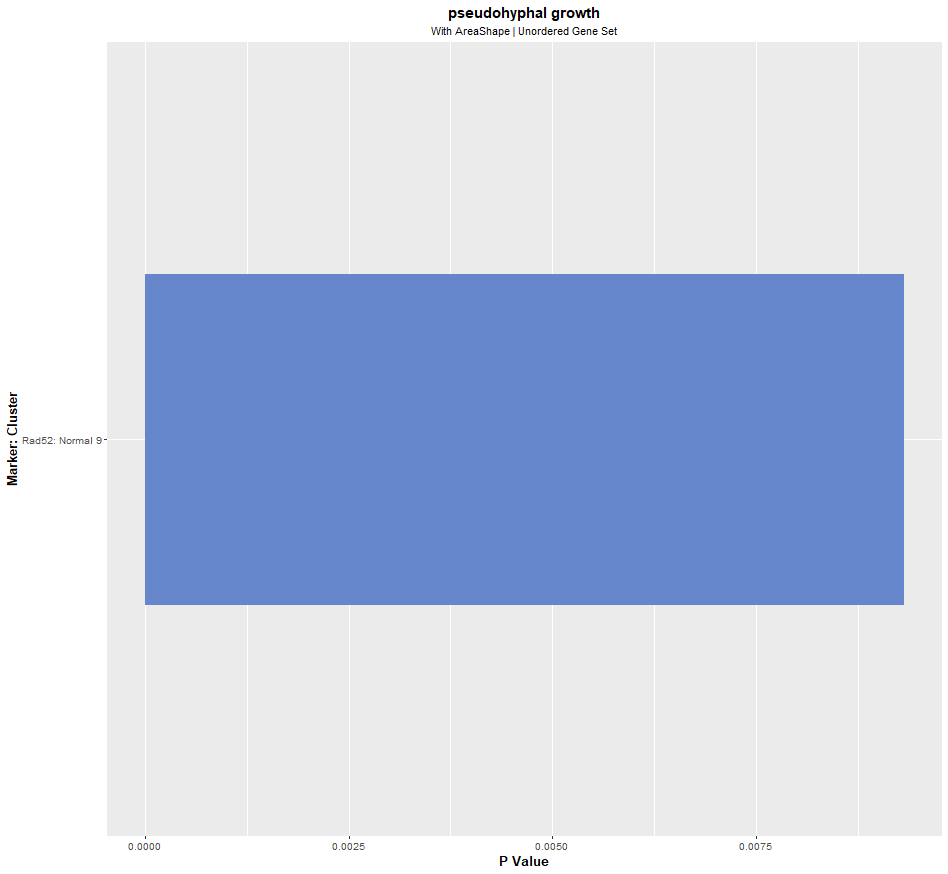 pseudohyphal growth
With AreaShape | Unordered Gene Set
Marker: Cluster
Rad52: Normal 9
0.0000
0.0025
0.0050
0.0075
P Value